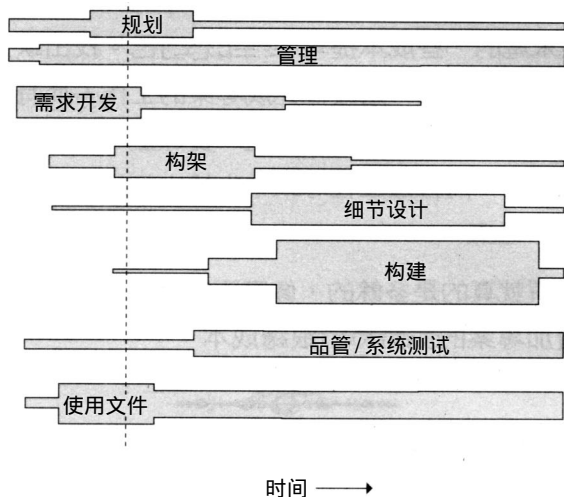 规划
管理
需求开发
构架
细节设计
构建
品管/系统测试
使用文件
时间